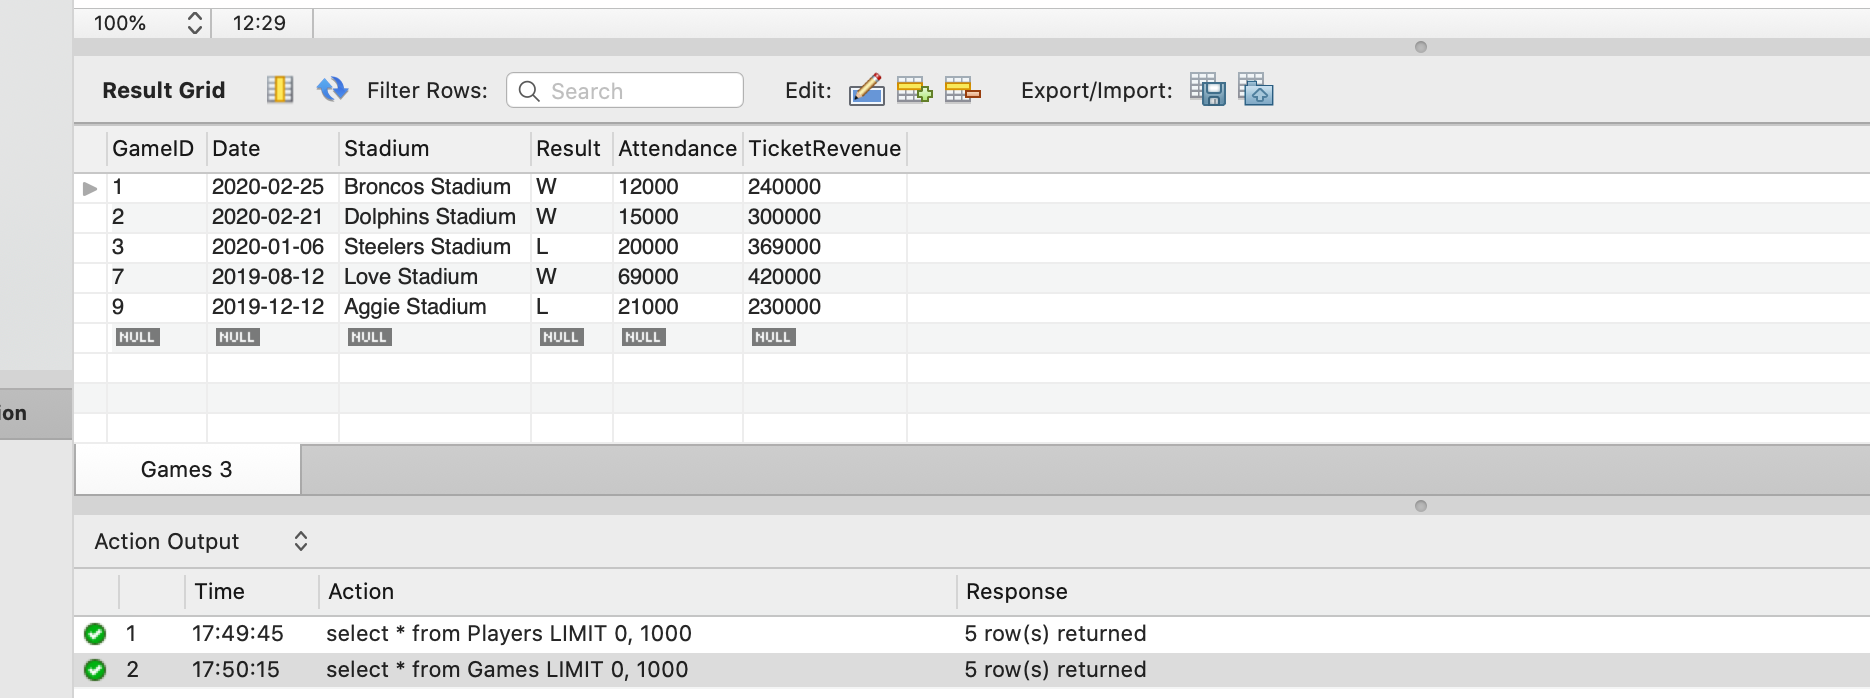 100% 12:29
Result Grid Filter Rows: Search Edit: Export/Import:
GameID Date Stadium Result Attendance TicketRevenue
1 2020-02-25 Broncos Stadium W 12000 240000
2 2020-02-21 Dolphins Stadium W 15000 300000
3 2020-01-06 Steelers Stadium L 20000 369000
7 2019-08-12 Love Stadium W 69000 420000
9 2019-12-12 Aggie Stadium L 21000 230000
NULL NULL NULL NULL NULL NULL
ion
Games 3
Action Output
Time Action Response
1 17:49:45 select * from Players LIMIT 0, 1000 5 row(s) returned
2 17:50:15 select * from Games LIMIT 0, 1000 5 row(s) returned